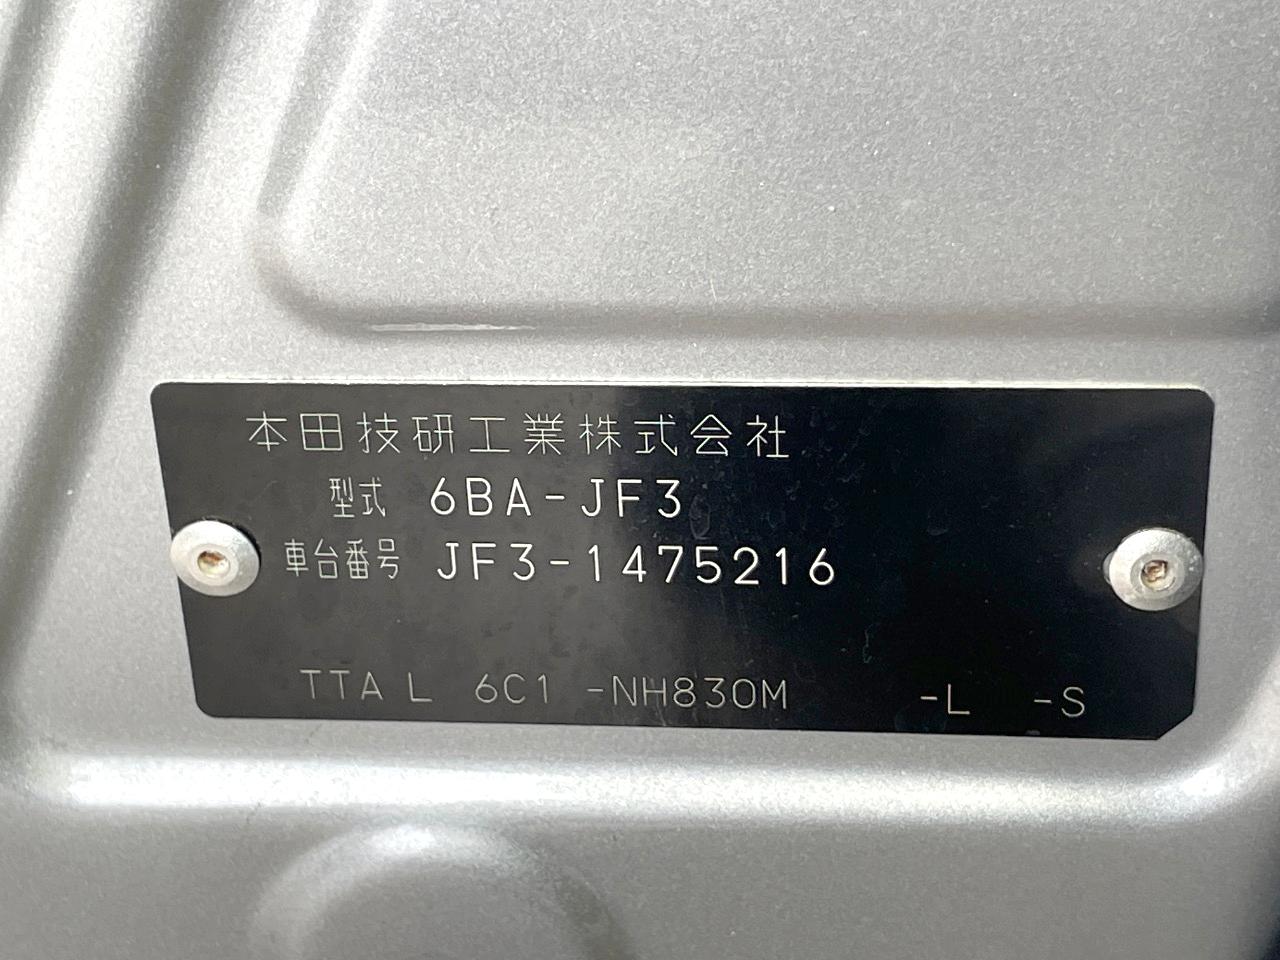 本田技研工業株式会社
型式 6BA-JF3
車台番号 JF3-1475216
TTA L 6C1 -NH830M -L -S